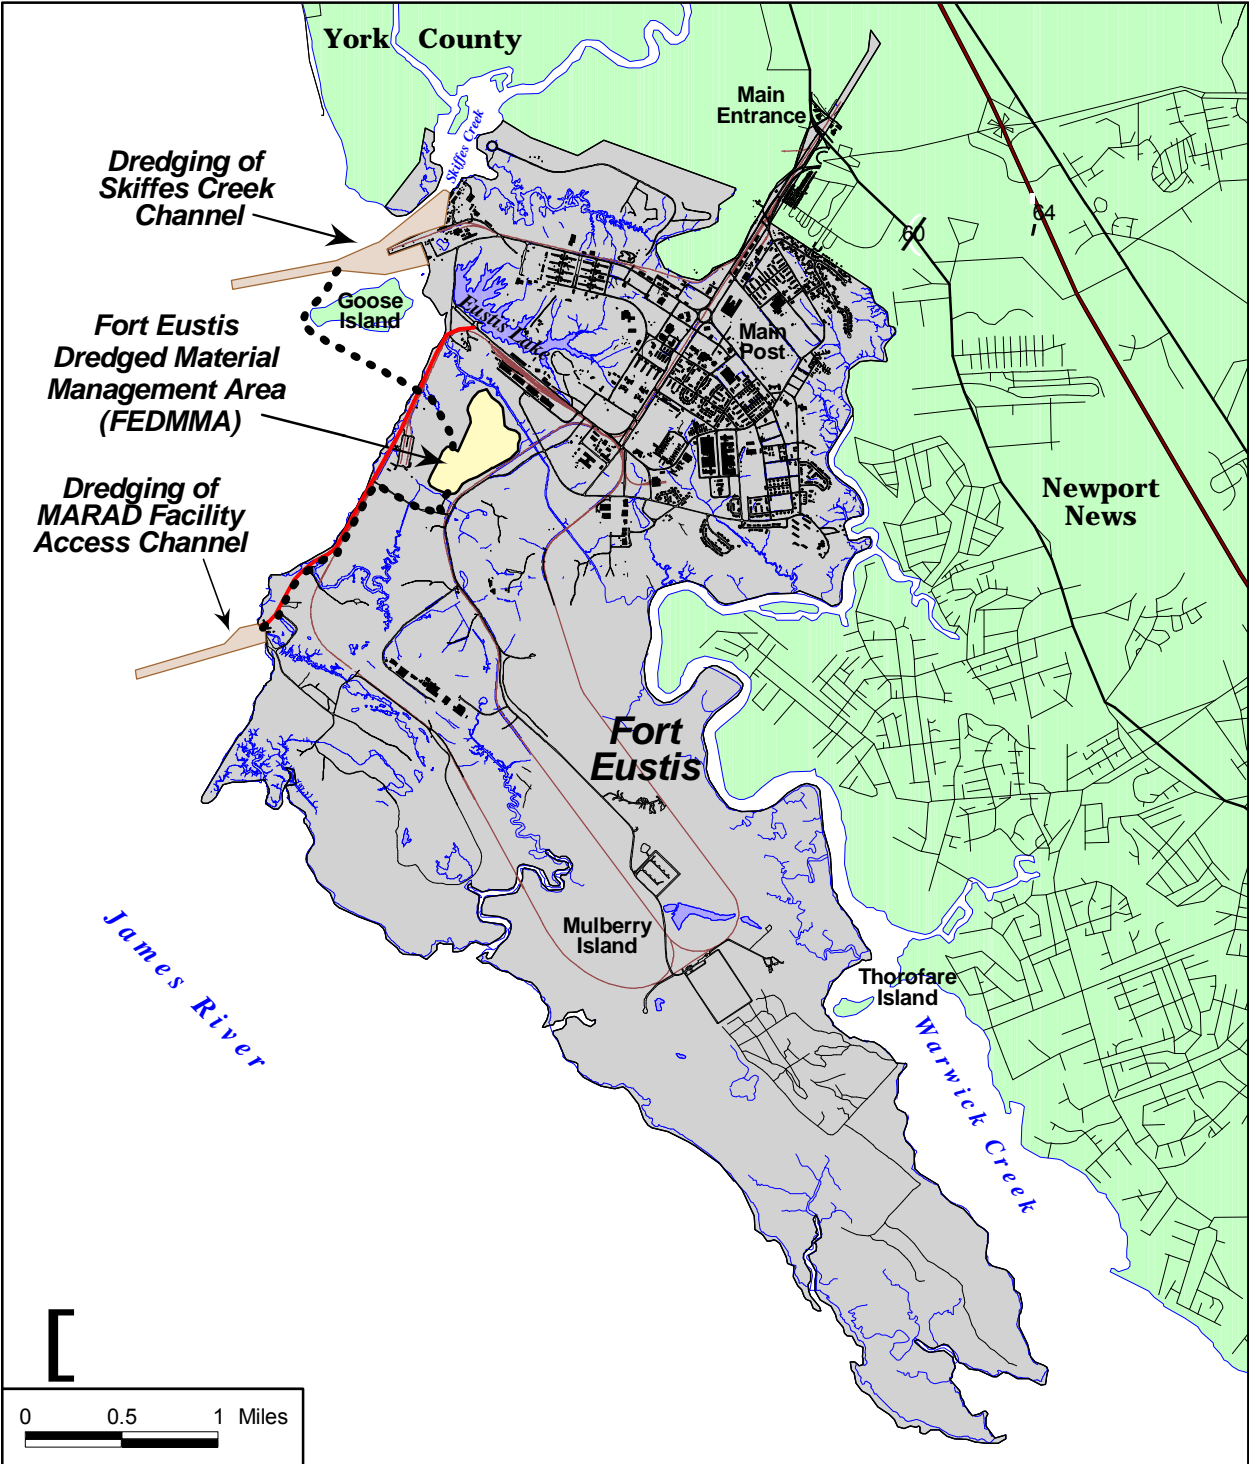 York County
Main
Entrance
Skiffes Creek
Dredging of
Skiffes Creek
Channel
64
60
Goose
Island
Eustis Lake
Fort Eustis
Dredged Material
Management Area
(FEDMMA)
Main
Post
Dredging of
MARAD Facility
Access Channel
Newport
News
Fort
Eustis
Mulberry
Island
James River
Thorofare
Island
Warwick Creek
[
0 0.5 1 Miles